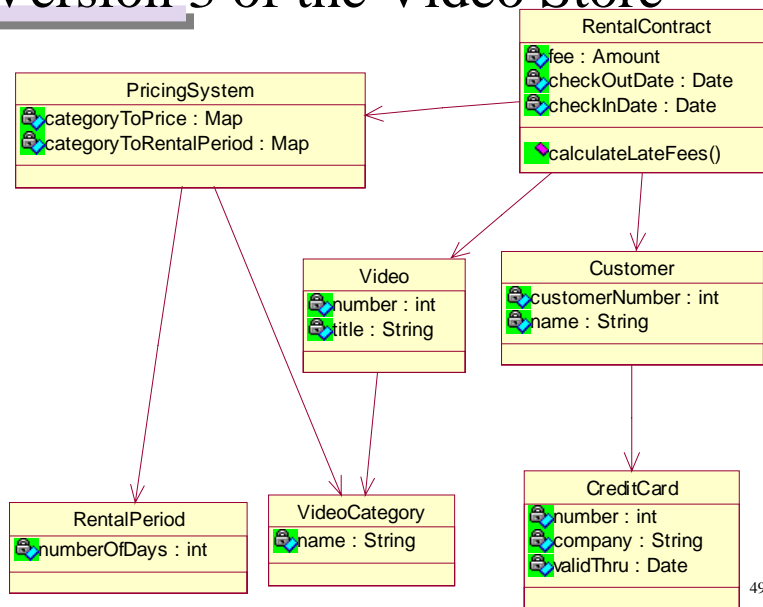 Version 3 of the Video Store
RentalContract
fee : Amount
checkOutDate : Date
checkInDate : Date
calculateLateFees()
PricingSystem
categoryToPrice : Map
categoryToRentalPeriod : Map
Video
number : int
title : String
Customer
customerNumber : int
name : String
RentalPeriod
numberOfDays : int
VideoCategory
name : String
CreditCard
number : int
company : String
validThru : Date
49